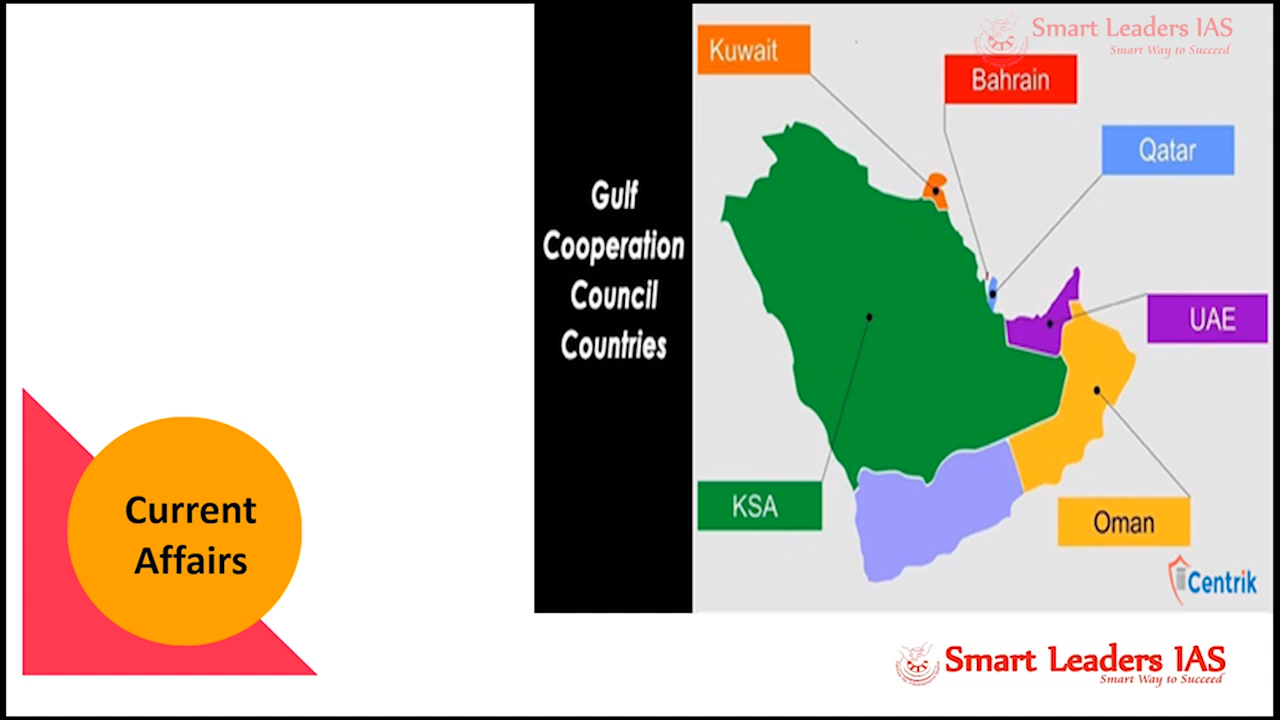 Smart Leaders IAS
Smart Way to Succeed
Kuwait
Bahrain
Qatar
Gulf
Cooperation
Council
Countries
UAE
KSA
Oman
Current
Affairs
Centrik
Smart Leaders IAS
Smart Way to Succeed